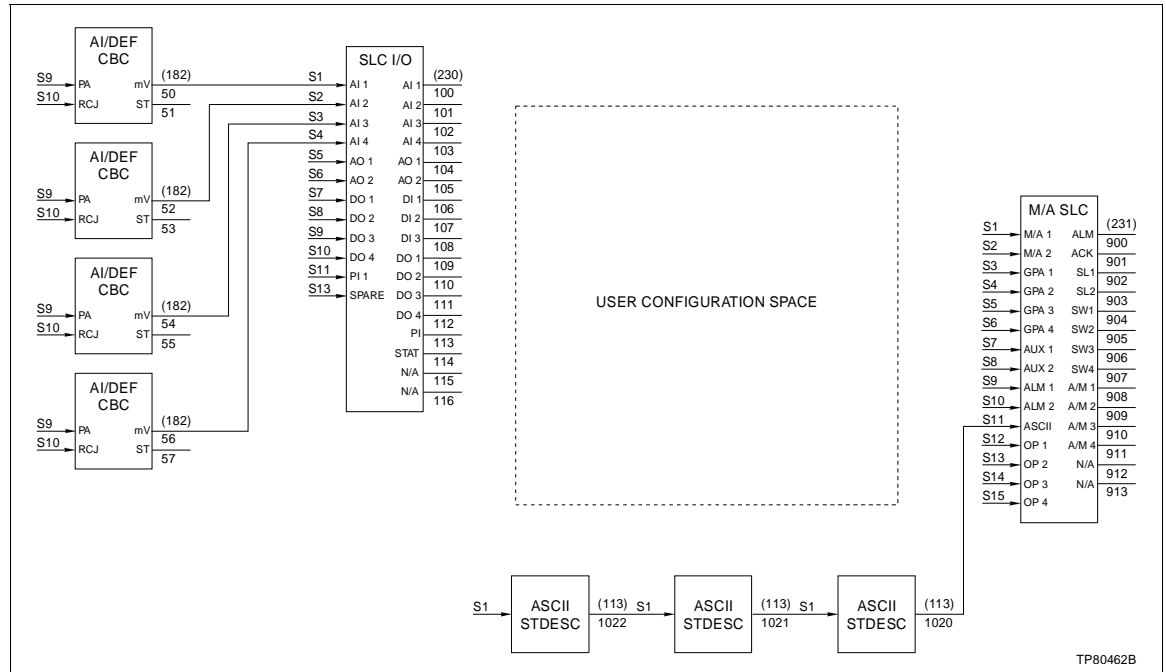 AI/DEF
CBC
S9 PA mV (182)
50
S10 RCJ ST
51
AI/DEF
CBC
S9 PA mV (182)
52
S10 RCJ ST
53
AI/DEF
CBC
S9 PA mV (182)
54
S10 RCJ ST
55
AI/DEF
CBC
S9 PA mV (182)
56
S10 RCJ ST
57
SLC I/O
(230)
S1 AI 1 AI 1 100
S2 AI 2 AI 2 101
S3 AI 3 AI 3 102
S4 AI 4 AI 4 103
S5 AO 1 AO 1 104
S6 AO 2 AO 2 105
S7 DO 1 DI 1 106
S8 DO 2 DI 2 107
S9 DO 3 DI 3 108
S10 DO 4 DO 1 109
S11 PI 1 DO 2 110
S13 SPARE DO 3 111
DO 4 112
PI 113
STAT 114
N/A 115
N/A 116
USER CONFIGURATION SPACE
M/A SLC
(231)
S1 M/A 1 ALM 900
S2 M/A 2 ACK 901
S3 GPA 1 SL1 902
S4 GPA 2 SL2 903
S5 GPA 3 SW1 904
S6 GPA 4 SW2 905
S7 AUX 1 SW3 906
S8 AUX 2 SW4 907
S9 ALM 1 A/M 1 908
S10 ALM 2 A/M 2 909
S11 ASCII A/M 3 910
S12 OP 1 A/M 4 911
S13 OP 2 N/A 912
S14 OP 3 N/A 913
S15 OP 4
S1 ASCII STDESC (113) 1022
S1 ASCII STDESC (113) 1021
S1 ASCII STDESC (113) 1020
TP80462B